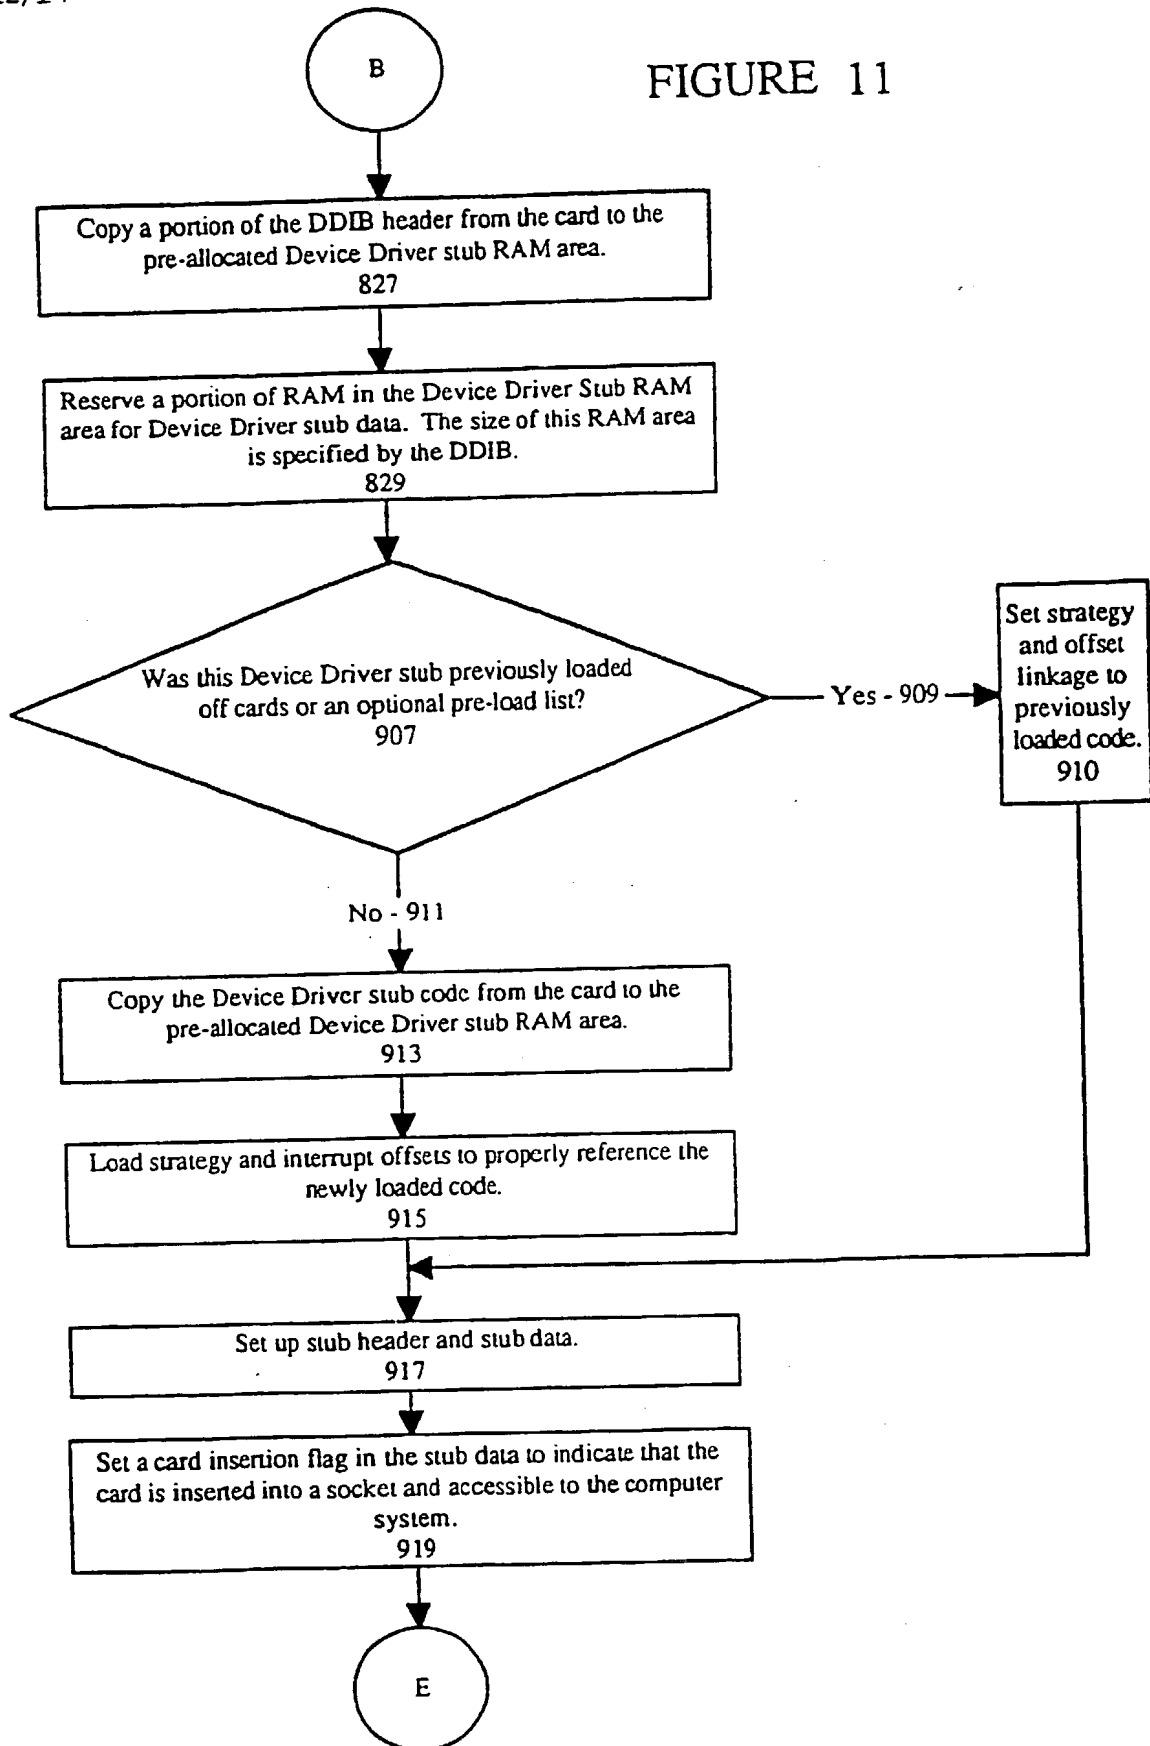 B
FIGURE 11
Copy a portion of the DDIB header from the card to the
pre-allocated Device Driver stub RAM area.
827
Reserve a portion of RAM in the Device Driver Stub RAM
area for Device Driver stub data. The size of this RAM area
is specified by the DDIB.
829
Was this Device Driver stub previously loaded
off cards or an optional pre-load list?
907
Yes - 909
Set strategy
and offset
linkage to
previously
loaded code.
910
No - 911
Copy the Device Driver stub code from the card to the
pre-allocated Device Driver stub RAM area.
913
Load strategy and interrupt offsets to properly reference the
newly loaded code.
915
Set up stub header and stub data.
917
Set a card insertion flag in the stub data to indicate that the
card is inserted into a socket and accessible to the computer
system.
919
E